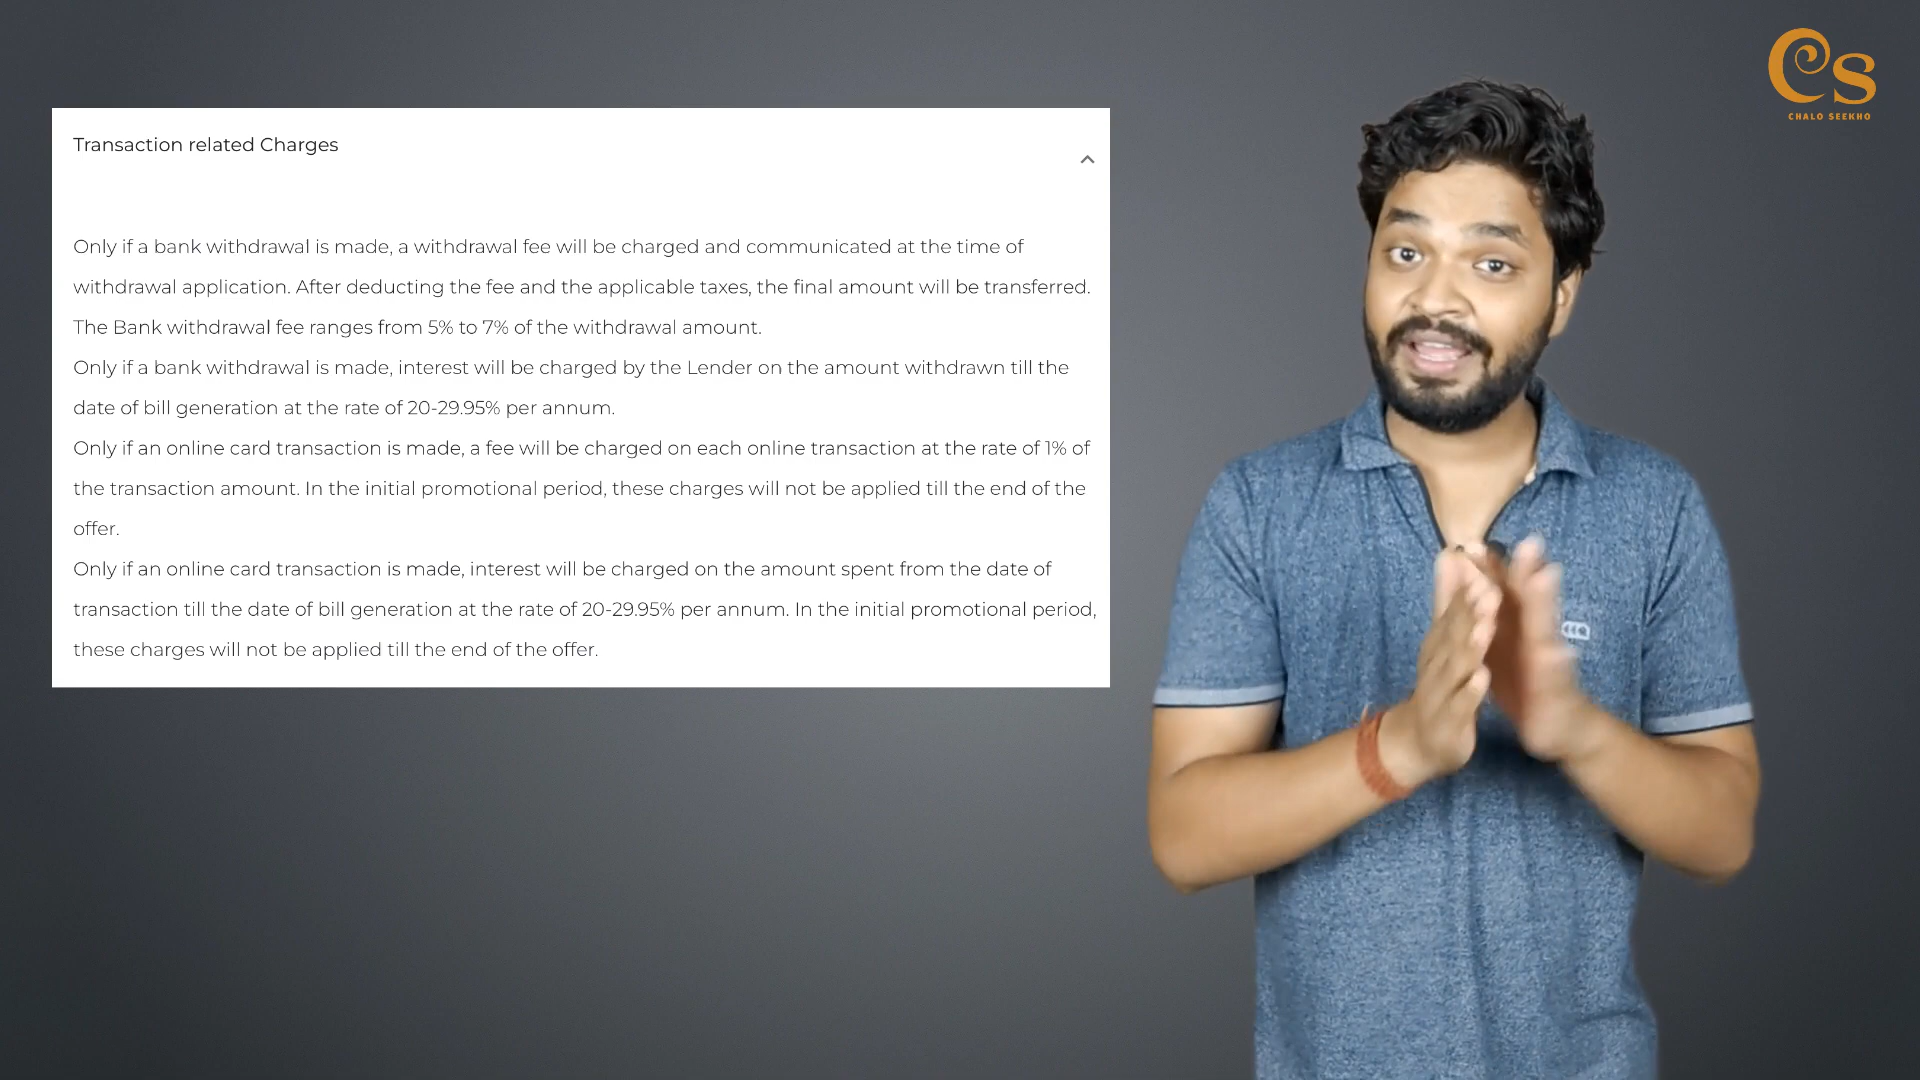 CS
CHALO SEEKHO
Transaction related Charges
Only if a bank withdrawal is made, a withdrawal fee will be charged and communicated at the time of
withdrawal application. After deducting the fee and the applicable taxes, the final amount will be transferred.
The Bank withdrawal fee ranges from 5% to 7% of the withdrawal amount.
Only if a bank withdrawal is made, interest will be charged by the Lender on the amount withdrawn till the
date of bill generation at the rate of 20-29.95% per annum.
Only if an online card transaction is made, a fee will be charged on each online transaction at the rate of 1% of
the transaction amount. In the initial promotional period, these charges will not be applied till the end of the
offer.
Only if an online card transaction is made, interest will be charged on the amount spent from the date of
transaction till the date of bill generation at the rate of 20-29.95% per annum. In the initial promotional period,
these charges will not be applied till the end of the offer.